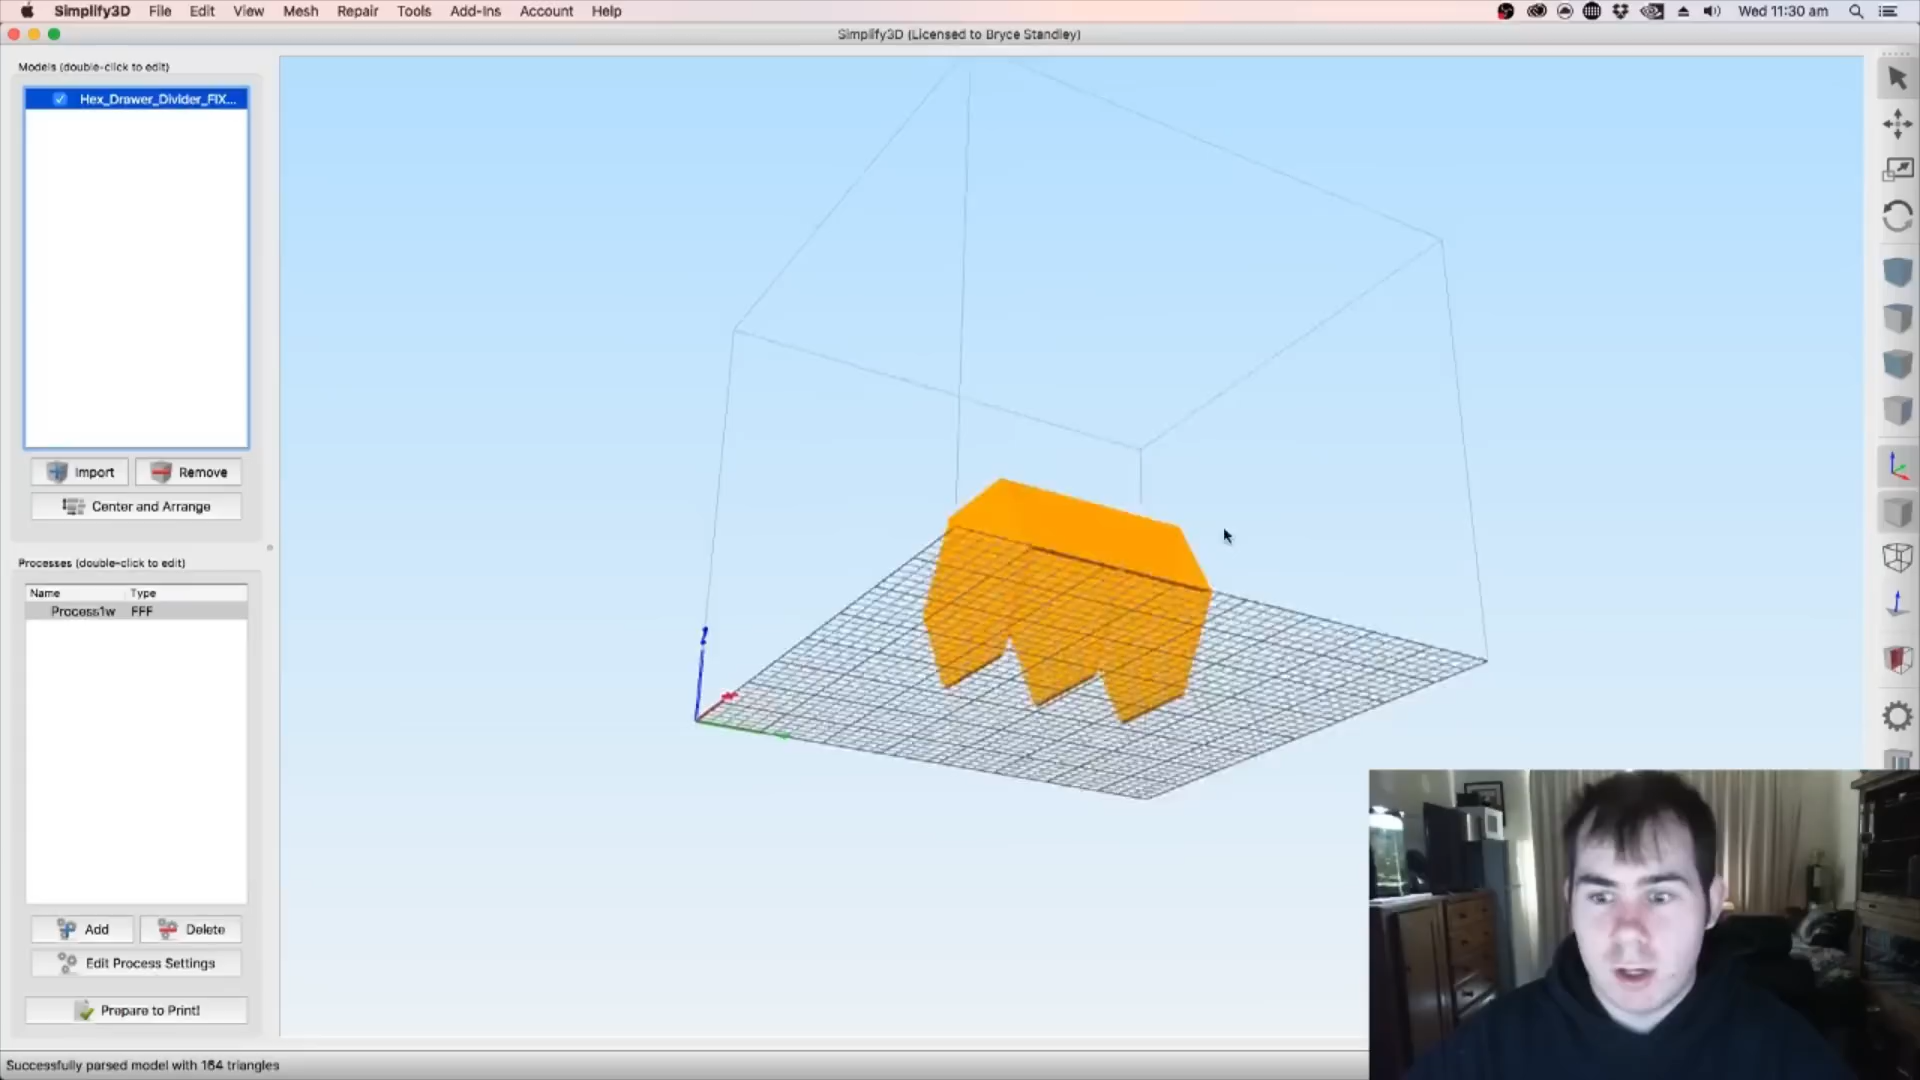 Simplify3D File Edit View Mesh Repair Tools Add-Ins Account Help Wed 11:30 am
Simplify3D (Licensed to Bryce Standley)
Models (double-click to edit)
Hex_Drawer_Divider_FIX...
Import Remove
Center and Arrange
Processes (double-click to edit)
Name Type
Process1w FFF
Add Delete
Edit Process Settings
Prepare to Print!
Successfully parsed model with 164 triangles